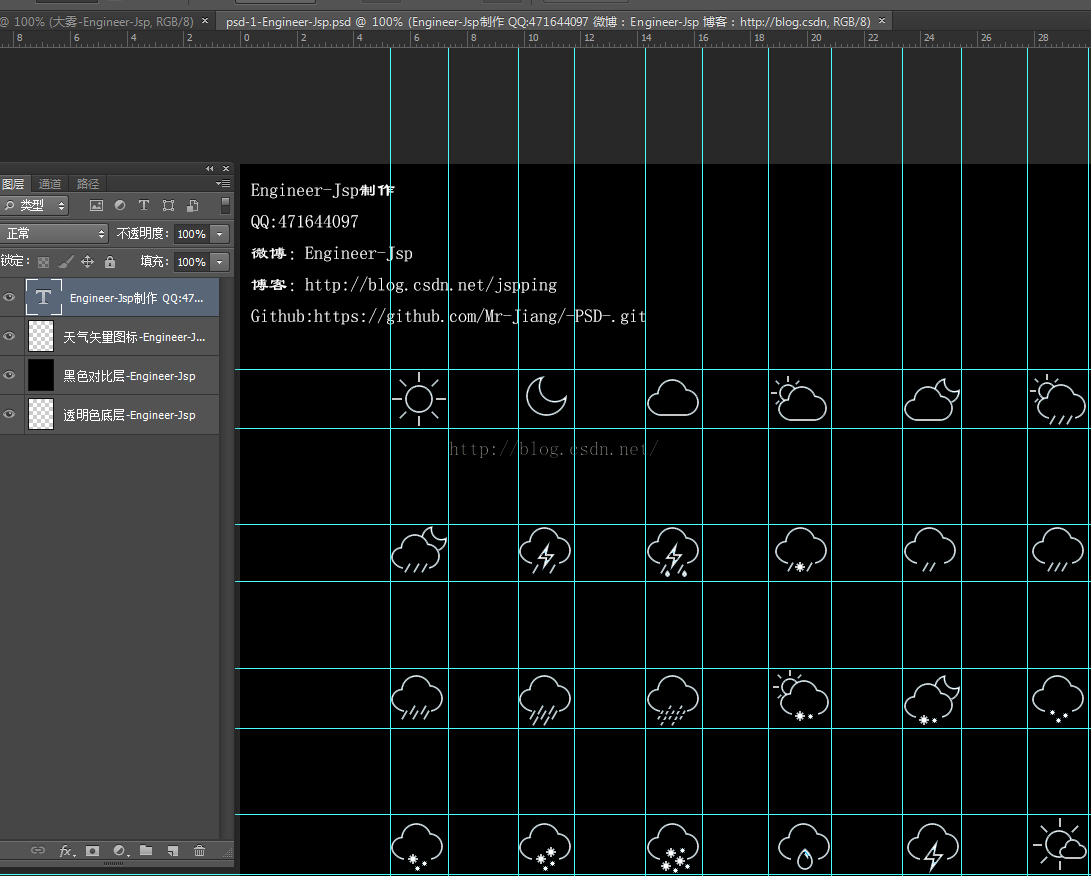 @ 100% (大雾-Engineer-Jsp, RGB/8) ×
psd-1-Engineer-Jsp.psd @ 100% (Engineer-Jsp制作 QQ:471644097 微博：Engineer-Jsp 博客：http://blog.csdn, RGB/8) ×
8 6 4 2 0 2 4 6 8 10 12 14 16 18 20 22 24 26 28
图层 通道 路径
类型
正常 不透明度: 100%
锁定: 填充: 100%
T Engineer-Jsp制作 QQ:47...
天气矢量图标-Engineer-J...
黑色对比层-Engineer-Jsp
透明色底层-Engineer-Jsp
fx
Engineer-Jsp制作
QQ:471644097
微博：Engineer-Jsp
博客：http://blog.csdn.net/jspping
Github:https://github.com/Mr-Jiang/-PSD-.git
http://blog.csdn.net/